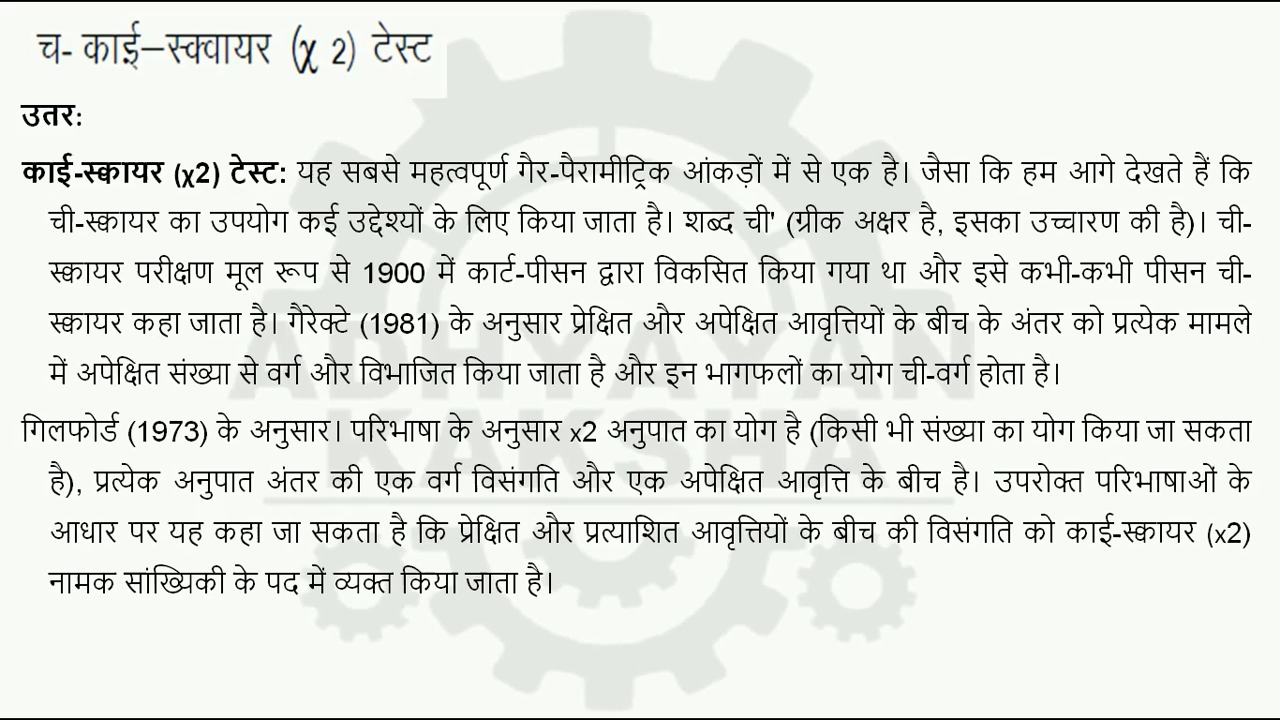 च- काई–स्क्वायर (χ 2) टेस्ट
उतर:
काई-स्क्वायर (χ2) टेस्ट: यह सबसे महत्वपूर्ण गैर-पैरामीट्रिक आंकड़ों में से एक है। जैसा कि हम आगे देखते हैं कि
ची-स्क्वायर का उपयोग कई उद्देश्यों के लिए किया जाता है। शब्द ची' (ग्रीक अक्षर है, इसका उच्चारण की है)। ची-
स्क्वायर परीक्षण मूल रूप से 1900 में कार्ट-पीसन द्वारा विकसित किया गया था और इसे कभी-कभी पीसन ची-
स्क्वायर कहा जाता है। गैरेक्टे (1981) के अनुसार प्रेक्षित और अपेक्षित आवृत्तियों के बीच के अंतर को प्रत्येक मामले
में अपेक्षित संख्या से वर्ग और विभाजित किया जाता है और इन भागफलों का योग ची-वर्ग होता है।
गिलफोर्ड (1973) के अनुसार। परिभाषा के अनुसार x2 अनुपात का योग है (किसी भी संख्या का योग किया जा सकता
है), प्रत्येक अनुपात अंतर की एक वर्ग विसंगति और एक अपेक्षित आवृत्ति के बीच है। उपरोक्त परिभाषाओं के
आधार पर यह कहा जा सकता है कि प्रेक्षित और प्रत्याशित आवृत्तियों के बीच की विसंगति को काई-स्क्वायर (x2)
नामक सांख्यिकी के पद में व्यक्त किया जाता है।
ADHYAYAN
KAKSHA